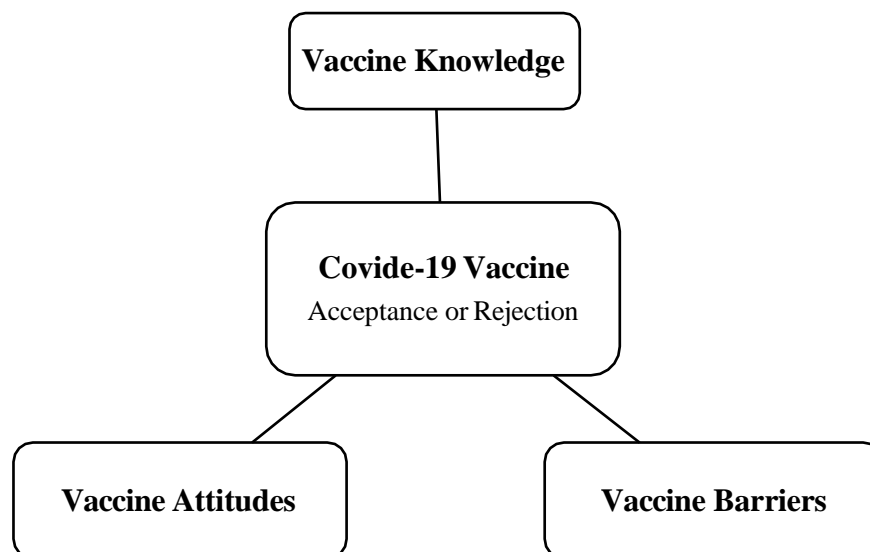 Vaccine Knowledge
Covide-19 Vaccine
Acceptance or Rejection
Vaccine Attitudes
Vaccine Barriers